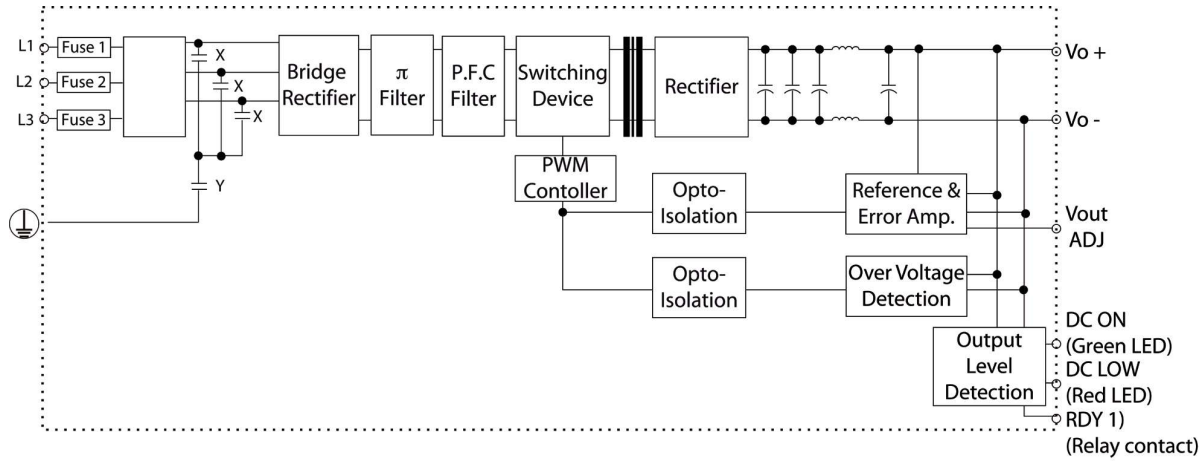 L1
Fuse 1
L2
Fuse 2
L3
Fuse 3
X
X
X
Y
Bridge
Rectifier
π
Filter
P.F.C
Filter
Switching
Device
Rectifier
PWM
Contoller
Opto-
Isolation
Reference &
Error Amp.
Opto-
Isolation
Over Voltage
Detection
Output
Level
Detection
Vo +
Vo -
Vout
ADJ
DC ON
(Green LED)
DC LOW
(Red LED)
RDY 1)
(Relay contact)